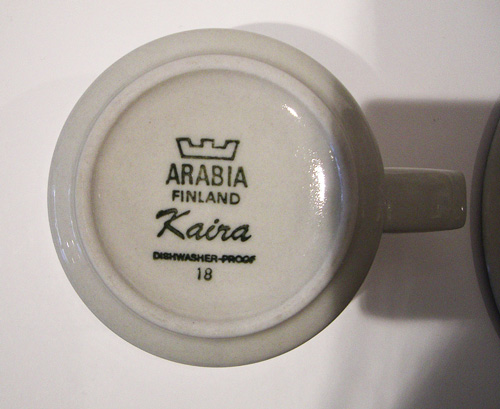 ARABIA
FINLAND
Kaira
DISHWASHER-PROOF
18